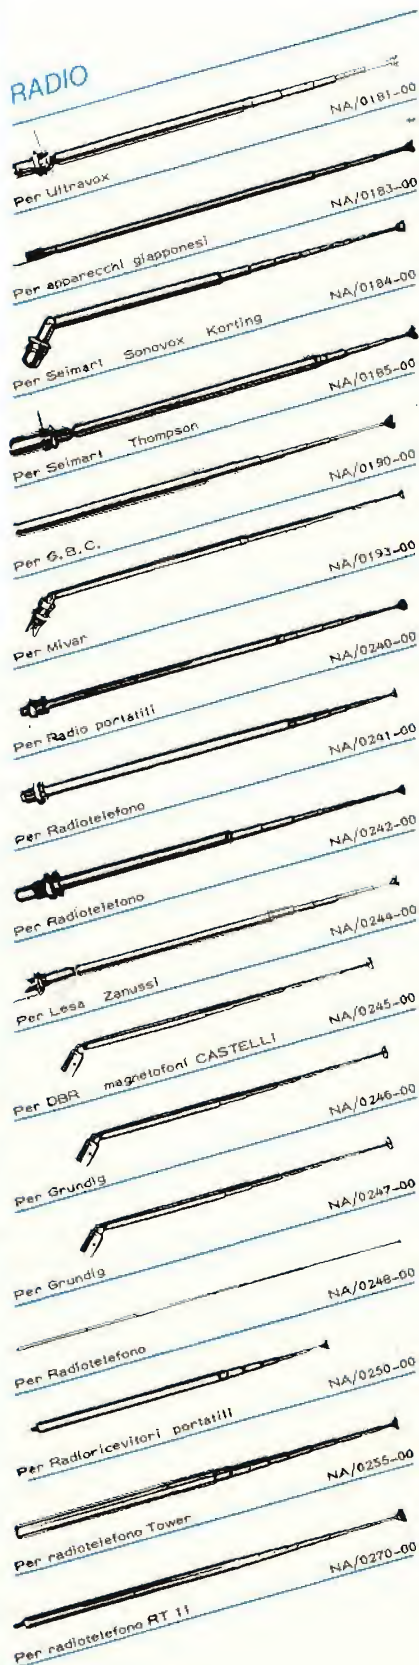 RADIO
Per Ultravox NA/0181-00
Per apparecchi giapponesi NA/0183-00
Per Seimart Sonovox Korting NA/0184-00
Per Seimart Thompson NA/0185-00
Per G.B.C. NA/0190-00
Per Mivar NA/0193-00
Per Radio portatili NA/0240-00
Per Radiotelefono NA/0241-00
Per Radiotelefono NA/0242-00
Per Lesa Zanussi NA/0244-00
Per DBR magnetofoni CASTELLI NA/0245-00
Per Grundig NA/0246-00
Per Grundig NA/0247-00
Per Radiotelefono NA/0248-00
Per Radioricevitori portatili NA/0250-00
Per radiotelefono Tower NA/0255-00
Per radiotelefono RT 11 NA/0270-00